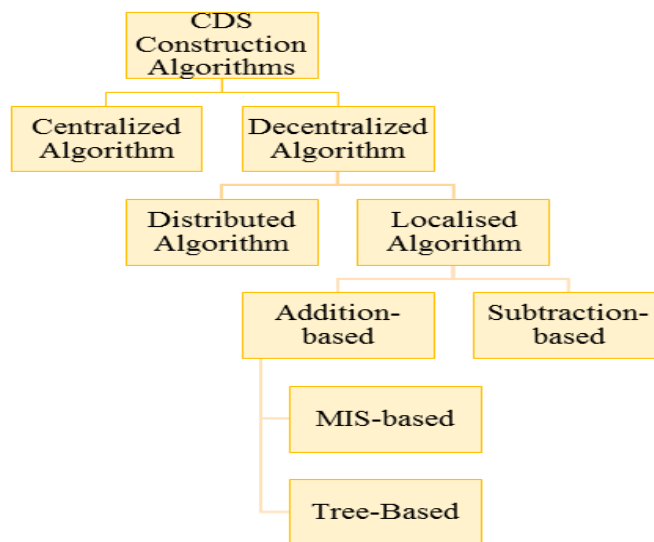 CDS
Construction
Algorithms
Centralized
Algorithm
Decentralized
Algorithm
Distributed
Algorithm
Localised
Algorithm
Addition-
based
Subtraction-
based
MIS-based
Tree-Based